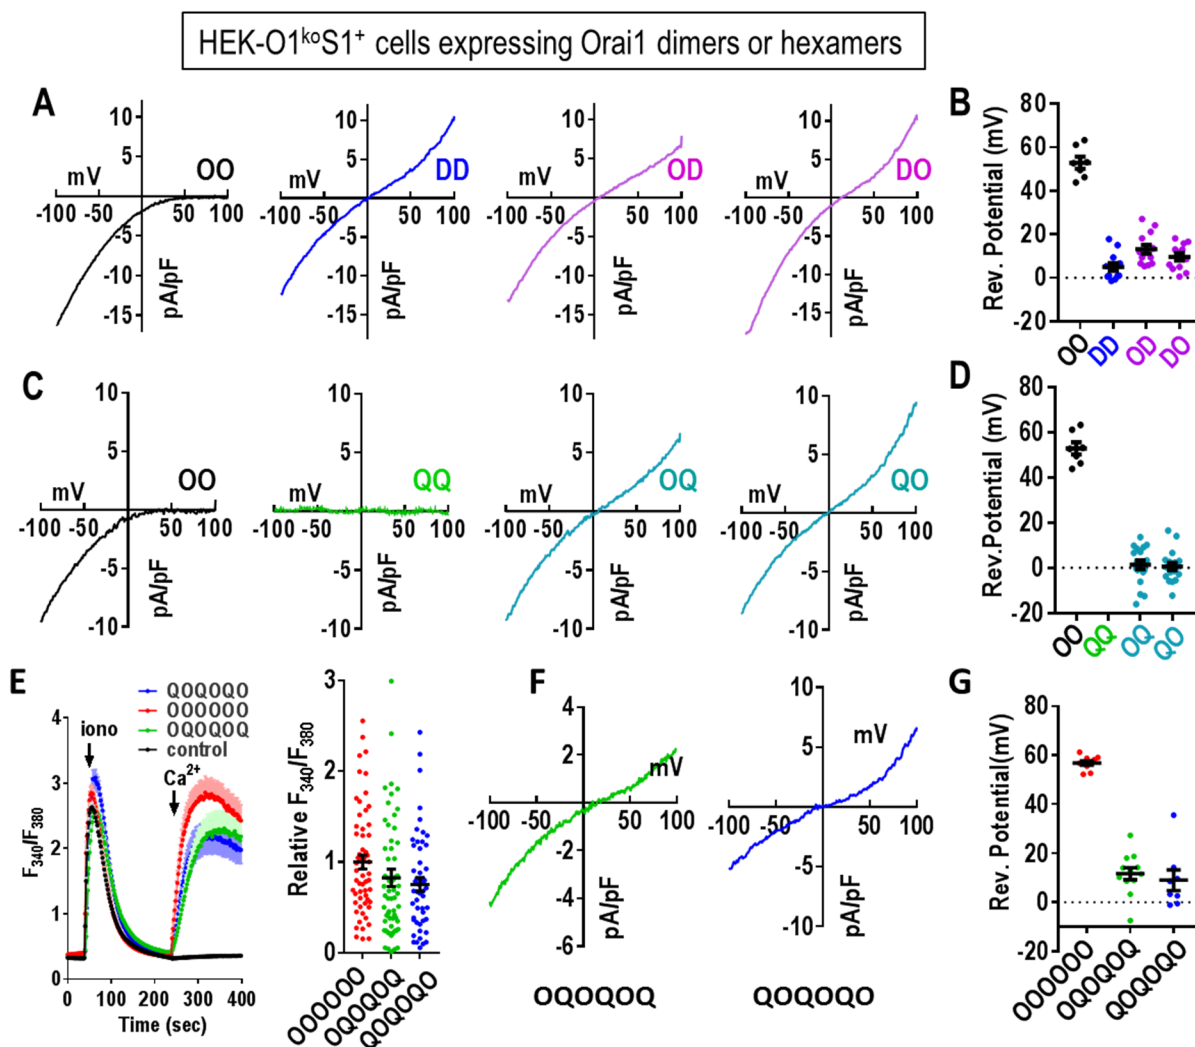 HEK-O1ᵏᵒS1⁺ cells expressing Orai1 dimers or hexamers
A
10
5
mV
OO
-100 -50 50 100
-5
-10
-15
pA/pF
10
5
mV
DD
-100 -50 50 100
-5
-10
-15
pA/pF
10
5
mV
OD
-100 -50 50 100
-5
-10
-15
pA/pF
10
5
mV
DO
-100 -50 50 100
-5
-10
-15
pA/pF
B
Rev. Potential (mV)
80
60
40
20
0
-20
OO DD OD DO
C
10
5
mV
OO
-100 -50 50 100
-5
-10
pA/pF
10
5
mV
QQ
-100 -50 50 100
-5
-10
pA/pF
10
5
mV
OQ
-100 -50 50 100
-5
-10
pA/pF
10
5
mV
QO
-100 -50 50 100
-5
-10
pA/pF
D
Rev.Potential (mV)
80
60
40
20
0
-20
OO QQ OQ QO
E
QOQOQO
OOOOOO
OQOQOQ
control
iono
Ca²⁺
F₃₄₀/F₃₈₀
4
3
2
1
0
0 100 200 300 400
Time (sec)
Relative F₃₄₀/F₃₈₀
3
2
1
0
OOOOOO OQOQOQ QOQOQO
F
4
2
mV
-100 -50 50 100
-2
-4
-6
pA/pF
OQOQOQ
10
5
mV
-100 -50 50 100
-5
-10
pA/pF
QOQOQO
G
Rev. Potential(mV)
80
60
40
20
0
-20
OOOOOO OQOQOQ QOQOQO